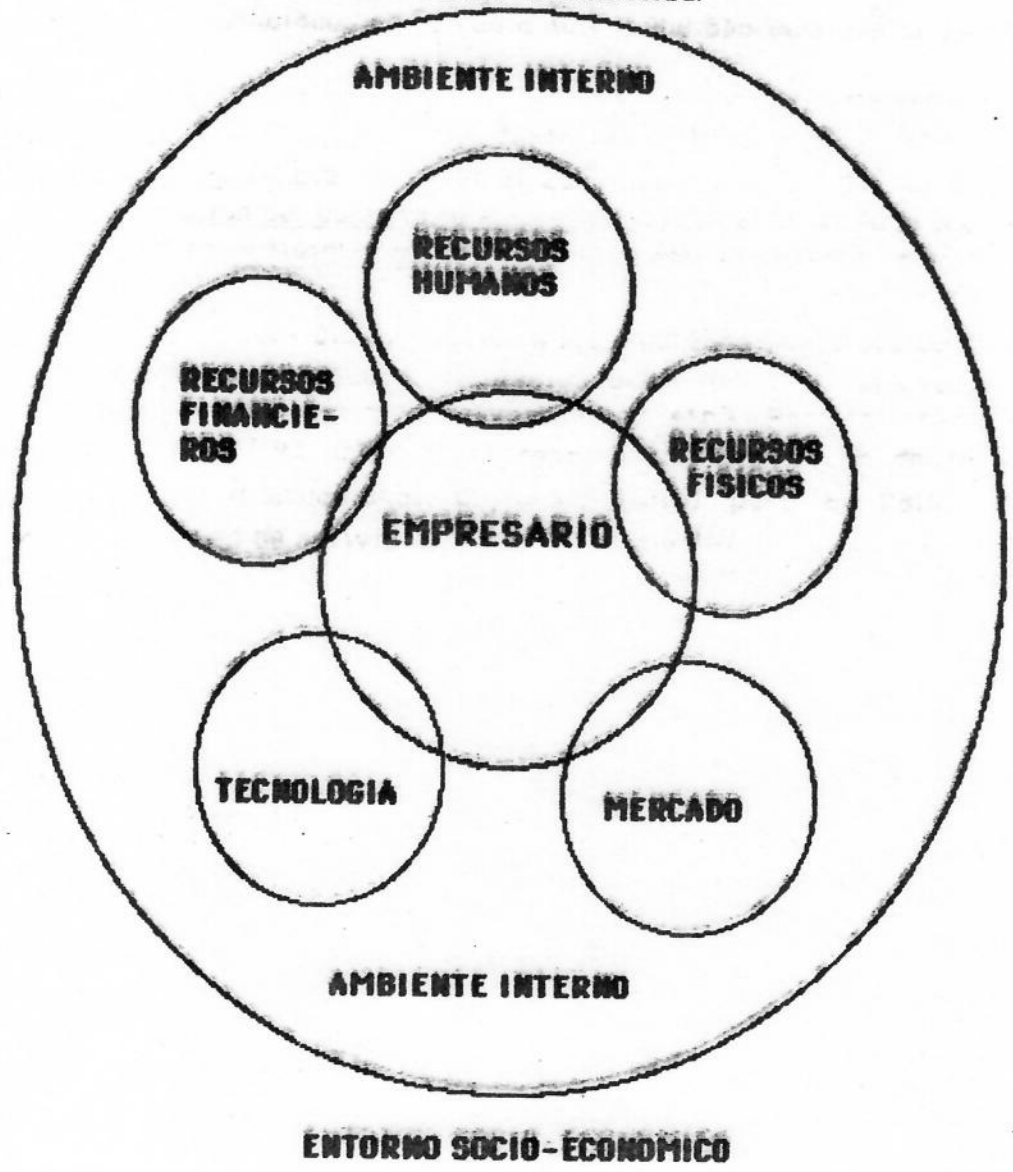 AMBIENTE INTERNO
RECURSOS
HUMANOS
RECURSOS
FINANCIE-
ROS
RECURSOS
FISICOS
EMPRESARIO
TECNOLOGIA
MERCADO
AMBIENTE INTERNO
ENTORNO SOCIO-ECONOMICO